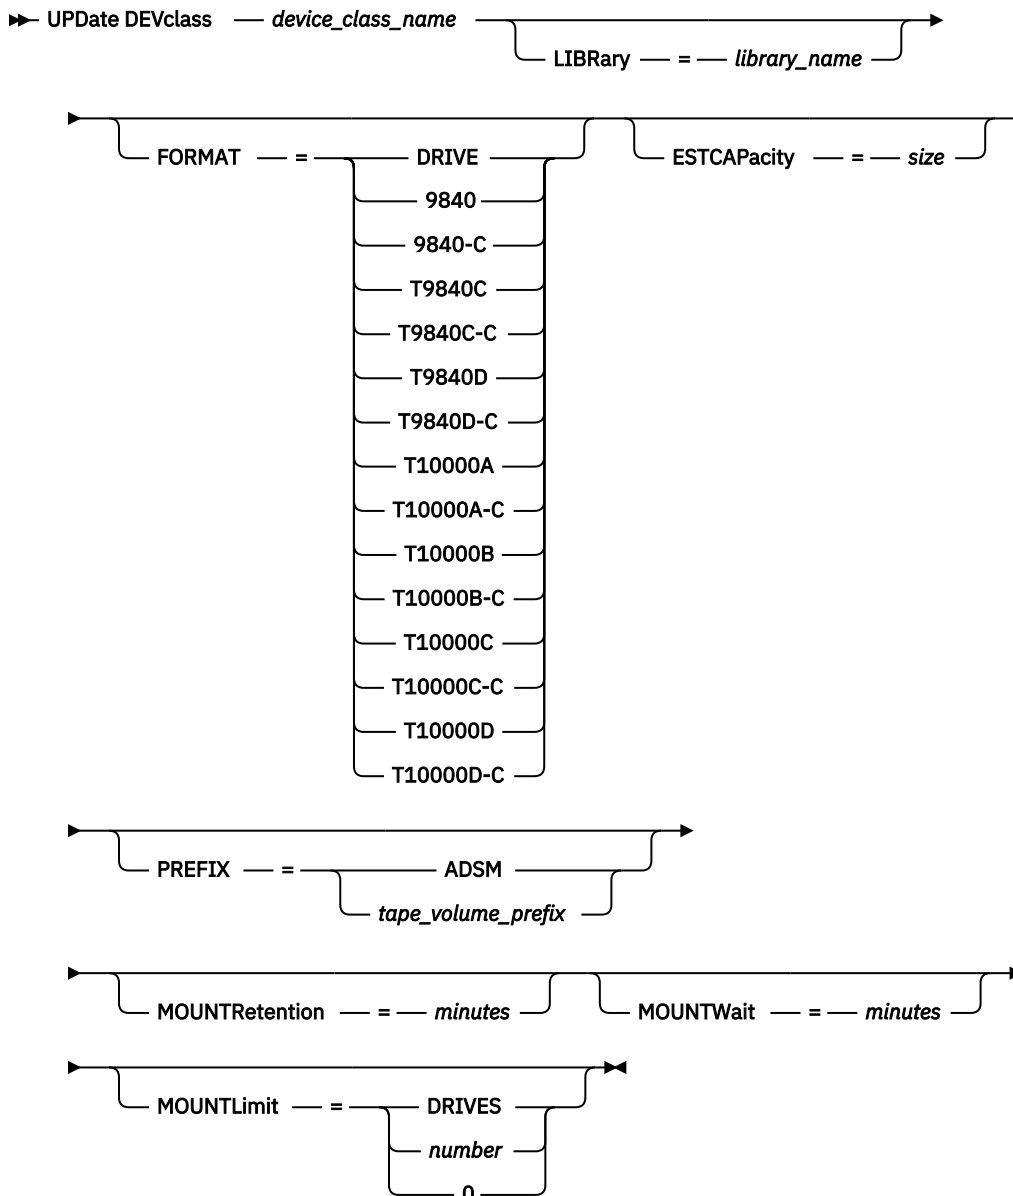 UPDate DEVclass device_class_name
LIBRary = library_name
FORMAT = DRIVE
9840
9840-C
T9840C
T9840C-C
T9840D
T9840D-C
T10000A
T10000A-C
T10000B
T10000B-C
T10000C
T10000C-C
T10000D
T10000D-C
ESTCAPacity = size
PREFIX = ADSM
tape_volume_prefix
MOUNTRetention = minutes
MOUNTWait = minutes
MOUNTLimit = DRIVES
number